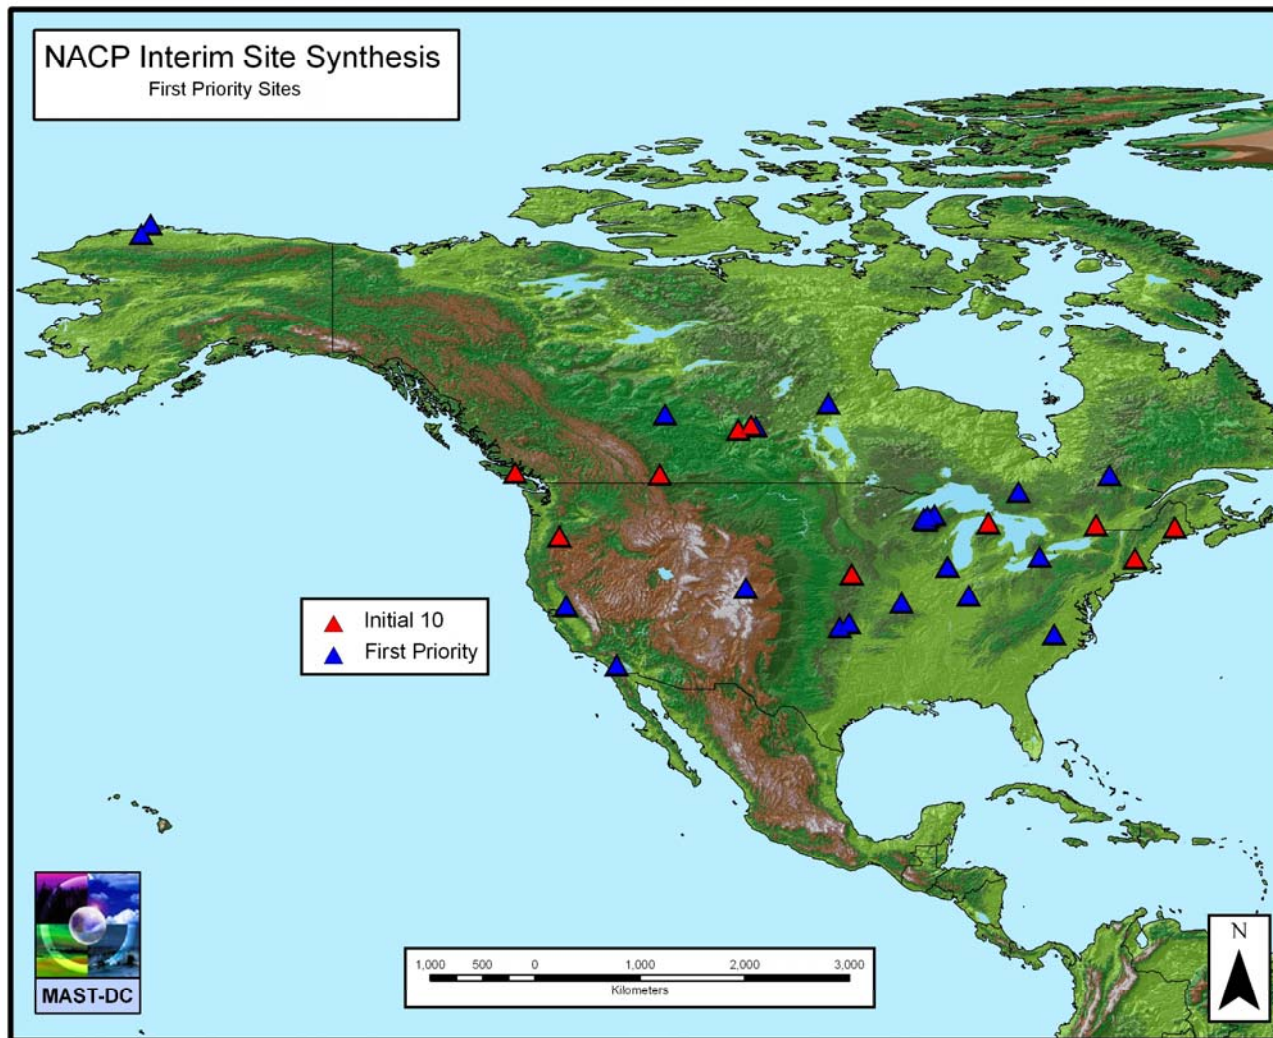 NACP Interim Site Synthesis
First Priority Sites
Initial 10
First Priority
MAST-DC
1,000 500 0 1,000 2,000 3,000
Kilometers
N